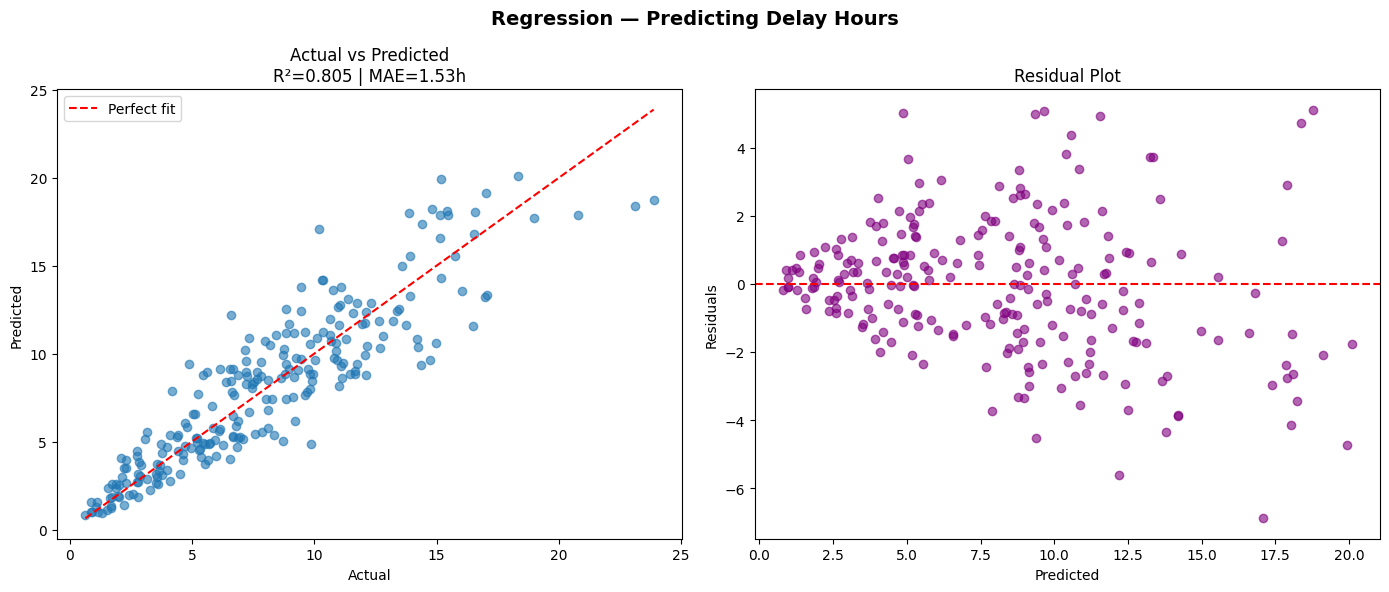 Regression — Predicting Delay Hours
Actual vs Predicted
R²=0.805 | MAE=1.53h
Perfect fit
25
20
15
10
5
0
Predicted
0 5 10 15 20 25
Actual
Residual Plot
4
2
0
−2
−4
−6
Residuals
0.0 2.5 5.0 7.5 10.0 12.5 15.0 17.5 20.0
Predicted